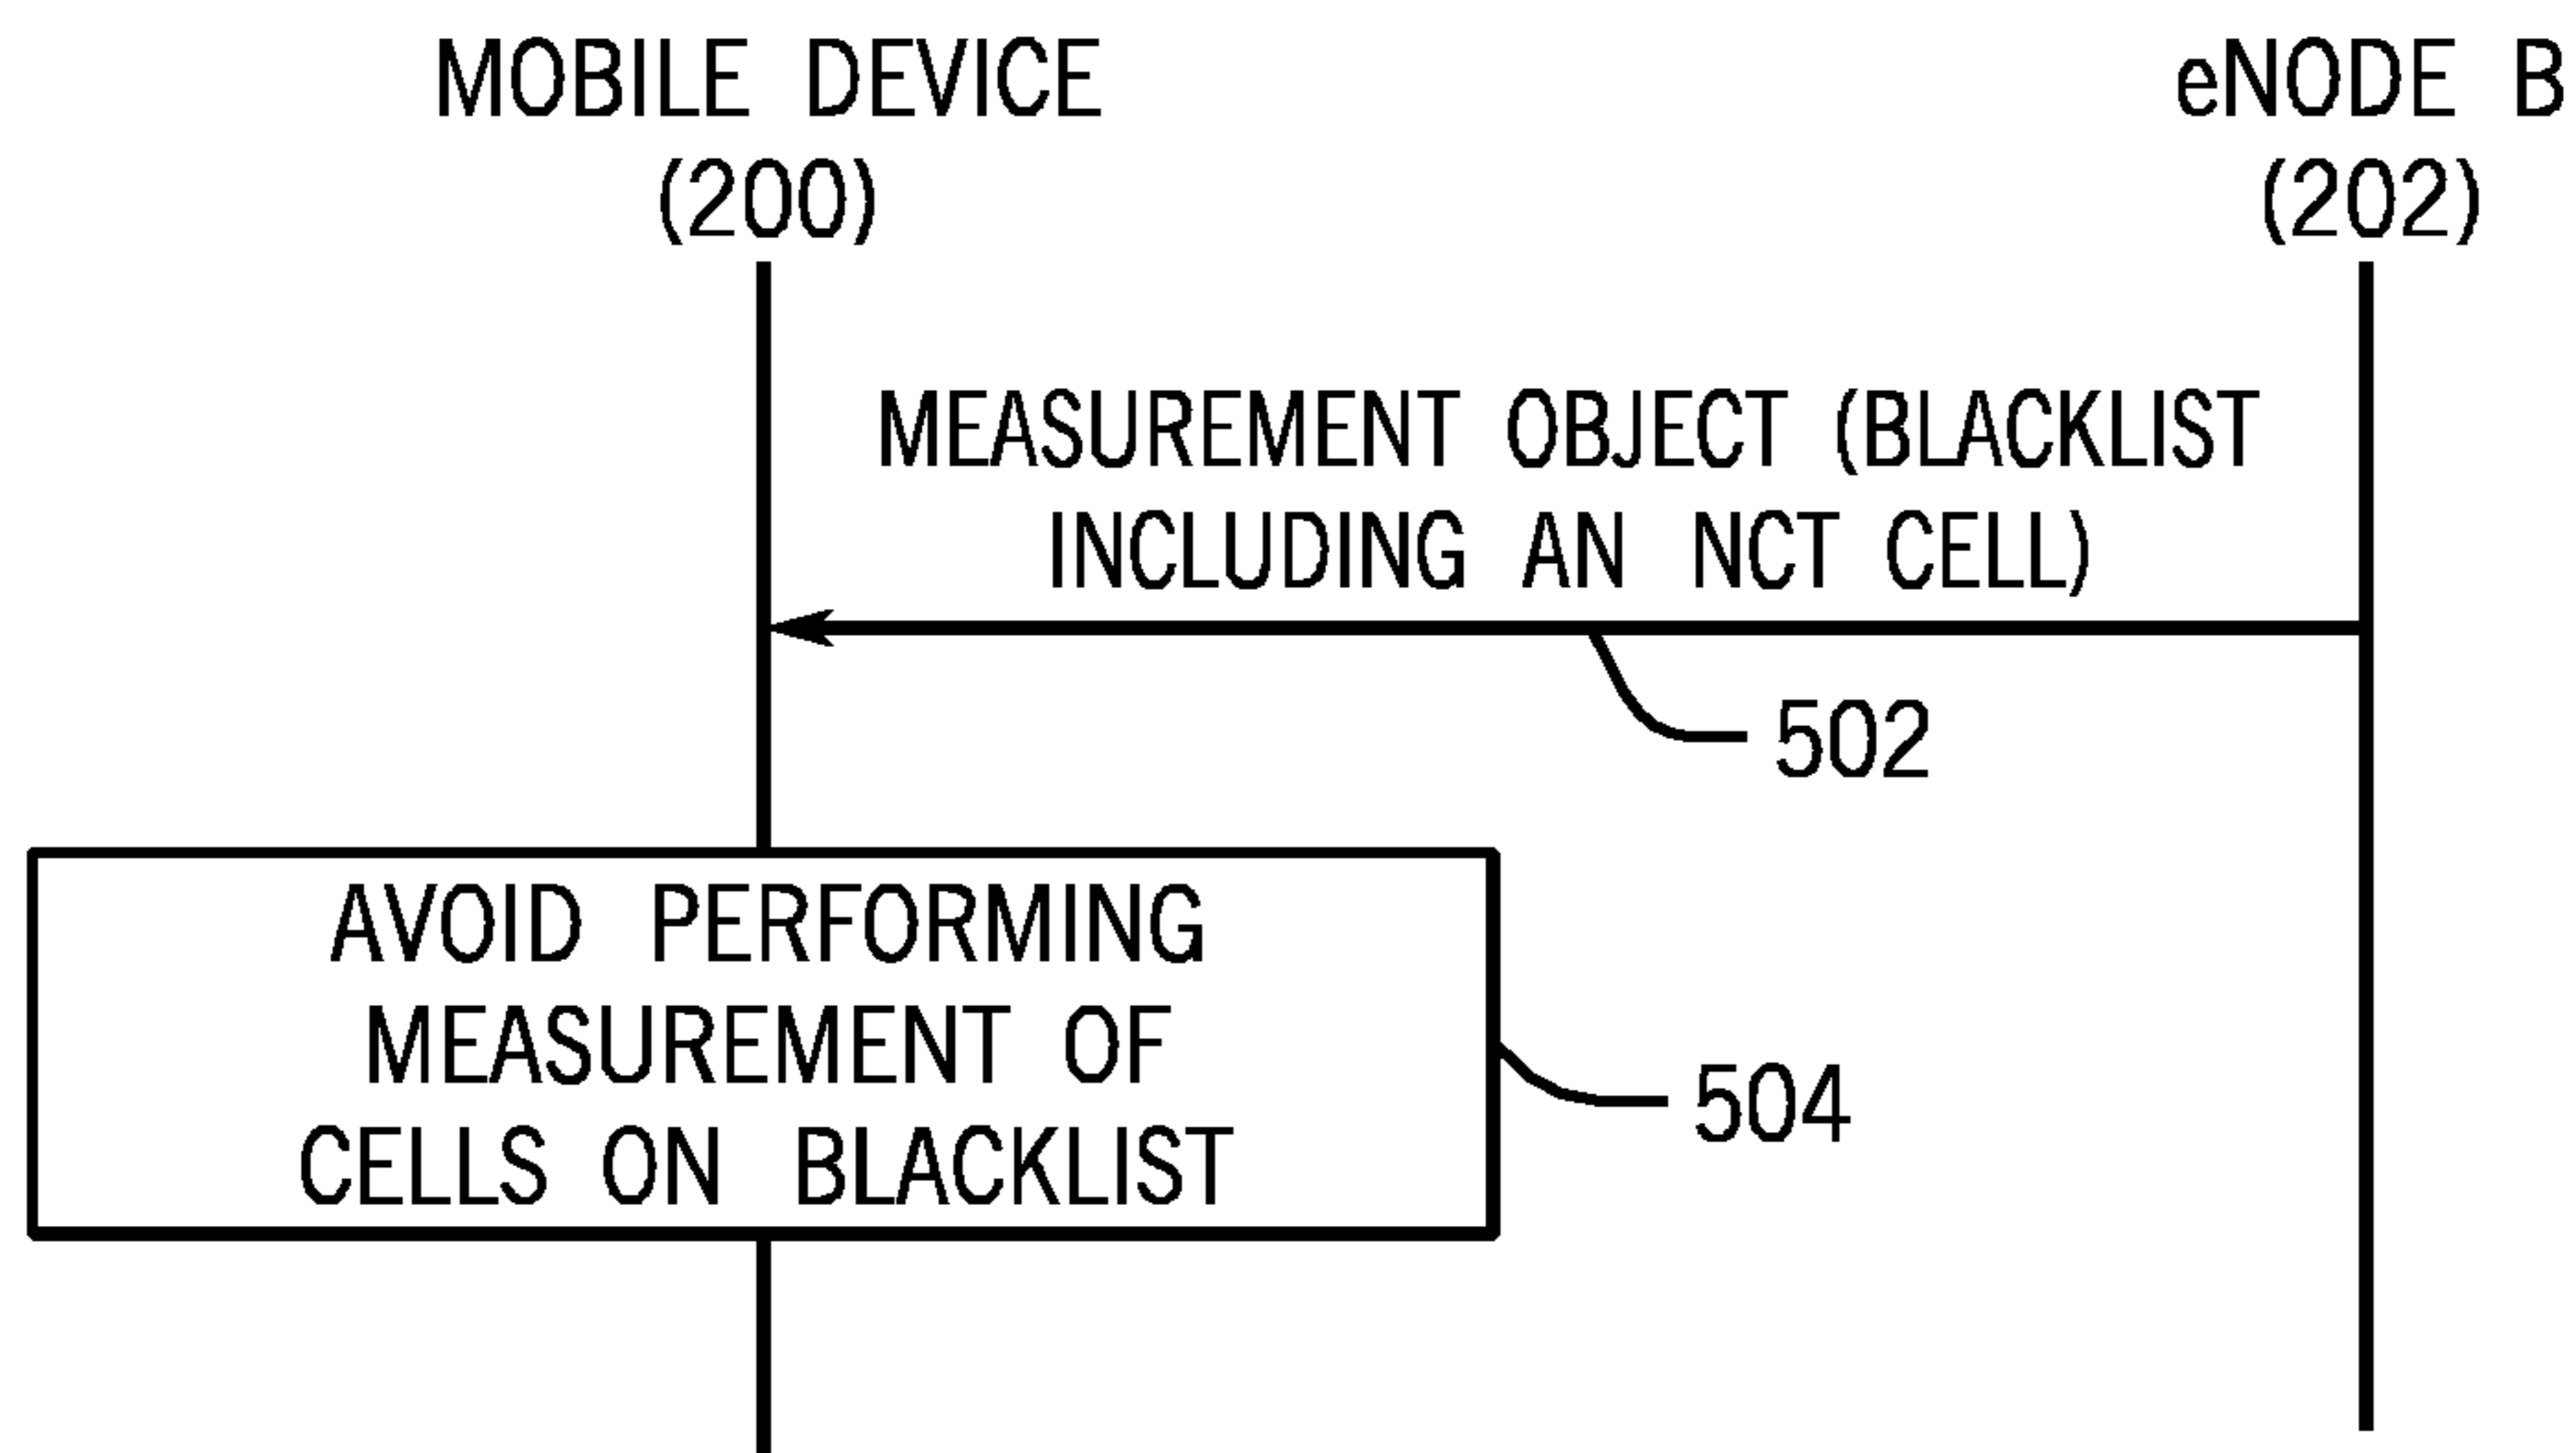 MOBILE DEVICE
(200)
eNODE B
(202)
MEASUREMENT OBJECT (BLACKLIST
INCLUDING AN NCT CELL)
502
AVOID PERFORMING
MEASUREMENT OF
CELLS ON BLACKLIST
504